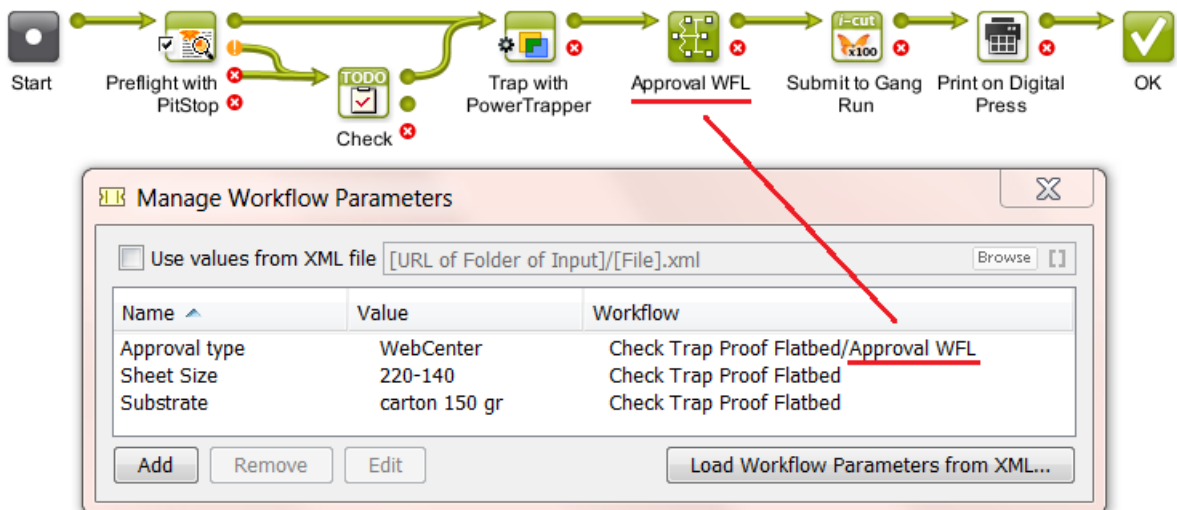 Start
Preflight with
PitStop
TODO
Check
Trap with
PowerTrapper
Approval WFL
i-cut
x100
Submit to Gang
Run
Print on Digital
Press
OK
Manage Workflow Parameters
Use values from XML file [URL of Folder of Input]/[File].xml Browse []
Name Value Workflow
Approval type WebCenter Check Trap Proof Flatbed/Approval WFL
Sheet Size 220-140 Check Trap Proof Flatbed
Substrate carton 150 gr Check Trap Proof Flatbed
Add Remove Edit Load Workflow Parameters from XML...